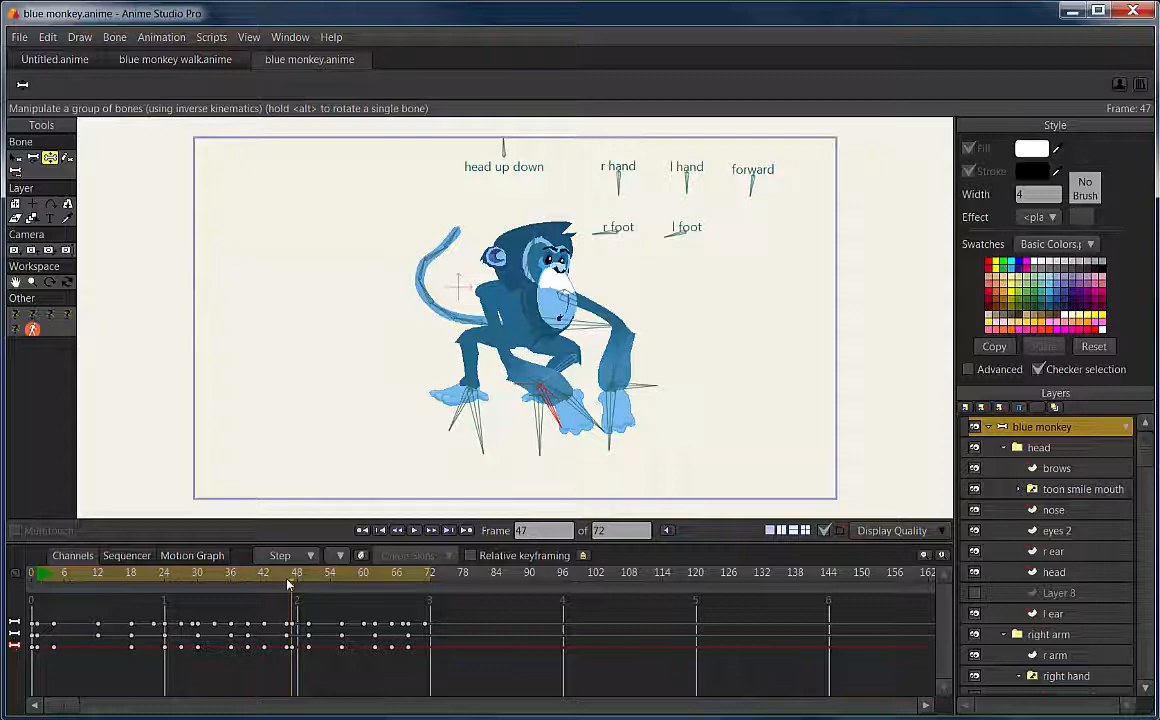 blue monkey.anime - Anime Studio Pro
File Edit Draw Bone Animation Scripts View Window Help
Untitled.anime blue monkey walk.anime blue monkey.anime
Manipulate a group of bones (using inverse kinematics) (hold <alt> to rotate a single bone) Frame: 47
Tools
Bone
Layer
Camera
Workspace
Other
head up down r hand l hand forward
r foot l foot
Style
Fill
Stroke
Width 4
No
Brush
Effect <pla
Swatches Basic Colors.p
Copy Paste Reset
Advanced Checker selection
Layers
blue monkey
head
brows
toon smile mouth
nose
eyes 2
r ear
head
Layer 8
l ear
right arm
r arm
right hand
Multitouch Frame 47 of 72 Display Quality
Channels Sequencer Motion Graph Step Onion Skins Relative keyframing
0 6 12 18 24 30 36 42 48 54 60 66 72 78 84 90 96 102 108 114 120 126 132 138 144 150 156 162
0 1 2 3 4 5 6